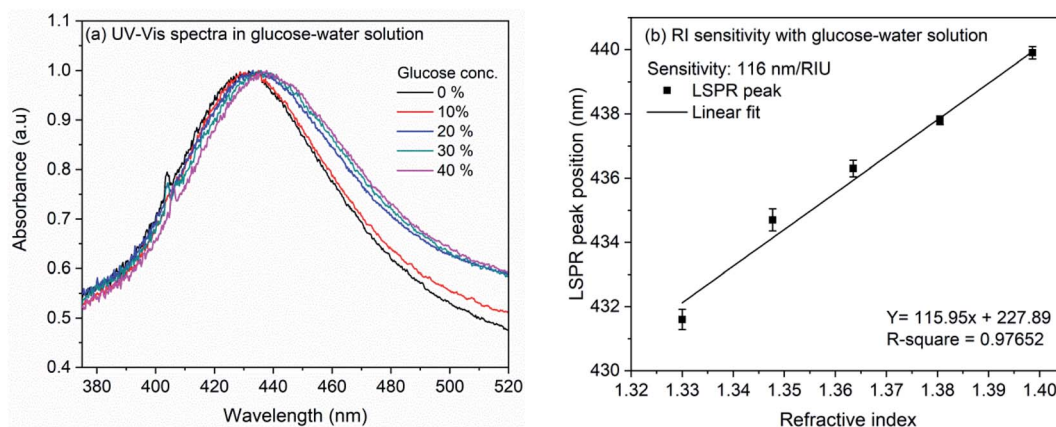 (a) UV-Vis spectra in glucose-water solution
Glucose conc.
0 %
10%
20 %
30 %
40 %
1.1
1.0
0.9
0.8
0.7
0.6
0.5
0.4
Absorbance (a.u)
380 400 420 440 460 480 500 520
Wavelength (nm)
(b) RI sensitivity with glucose-water solution
Sensitivity: 116 nm/RIU
LSPR peak
Linear fit
Y= 115.95x + 227.89
R-square = 0.97652
440
438
436
434
432
430
LSPR peak position (nm)
1.32 1.33 1.34 1.35 1.36 1.37 1.38 1.39 1.40
Refractive index